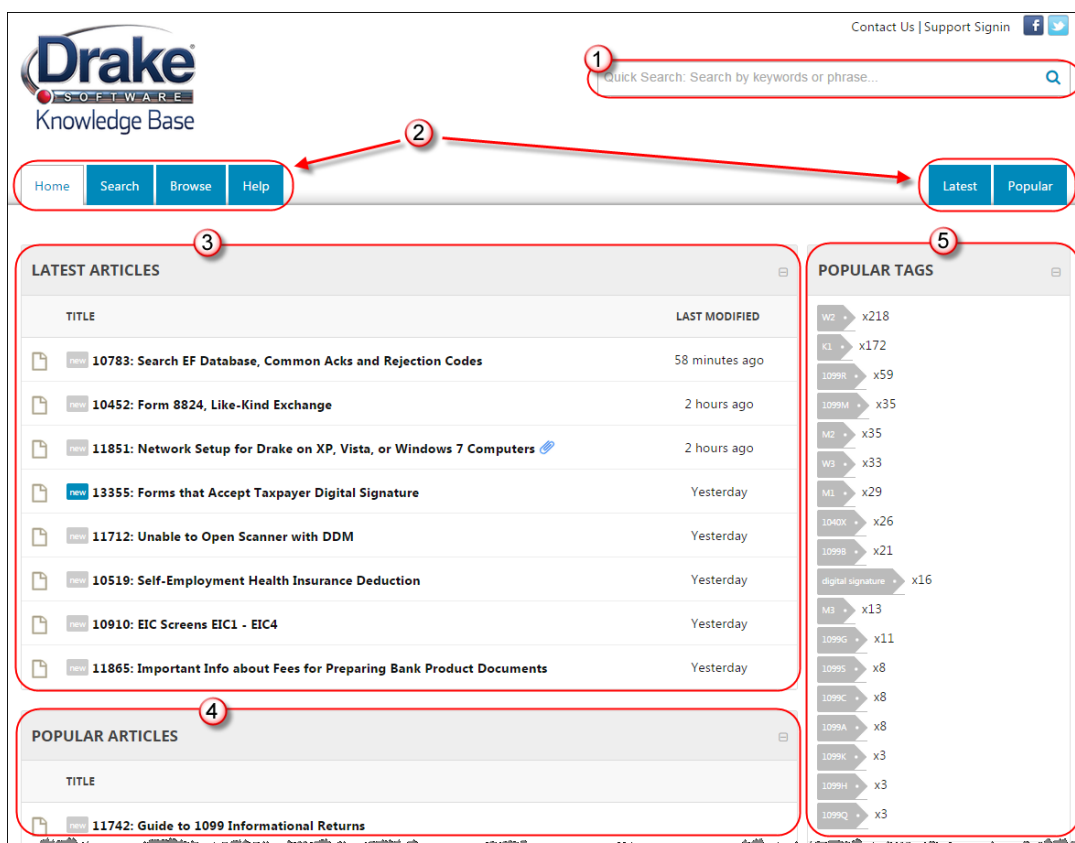 Contact Us | Support Signin
Drake
SOFTWARE
Knowledge Base
1
Quick Search: Search by keywords or phrase...
2
Home Search Browse Help Latest Popular
3
LATEST ARTICLES
TITLE LAST MODIFIED
new 10783: Search EF Database, Common Acks and Rejection Codes 58 minutes ago
new 10452: Form 8824, Like-Kind Exchange 2 hours ago
new 11851: Network Setup for Drake on XP, Vista, or Windows 7 Computers 2 hours ago
new 13355: Forms that Accept Taxpayer Digital Signature Yesterday
new 11712: Unable to Open Scanner with DDM Yesterday
new 10519: Self-Employment Health Insurance Deduction Yesterday
new 10910: EIC Screens EIC1 - EIC4 Yesterday
new 11865: Important Info about Fees for Preparing Bank Product Documents Yesterday
4
POPULAR ARTICLES
TITLE
new 11742: Guide to 1099 Informational Returns
5
POPULAR TAGS
W2 x218
K1 x172
1099R x59
1099M x35
M2 x35
W3 x33
M1 x29
1040X x26
1099B x21
digital signature x16
M3 x13
1099G x11
1099S x8
1099C x8
1099A x8
1099K x3
1099H x3
1099Q x3